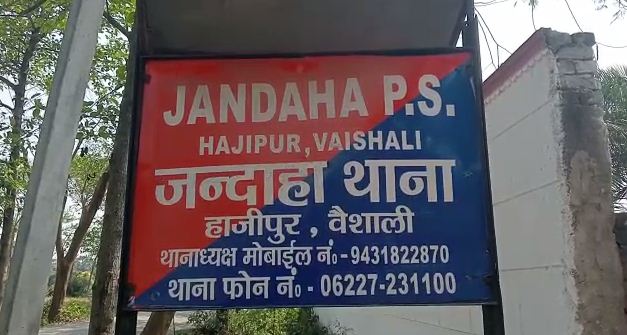 JANDAHA P.S.
HAJIPUR, VAISHALI
जन्दाहा थाना
हाजीपुर , वैशाली
थानाध्यक्ष मोबाईल नं० - 9431822870
थाना फोन नं० - 06227-231100